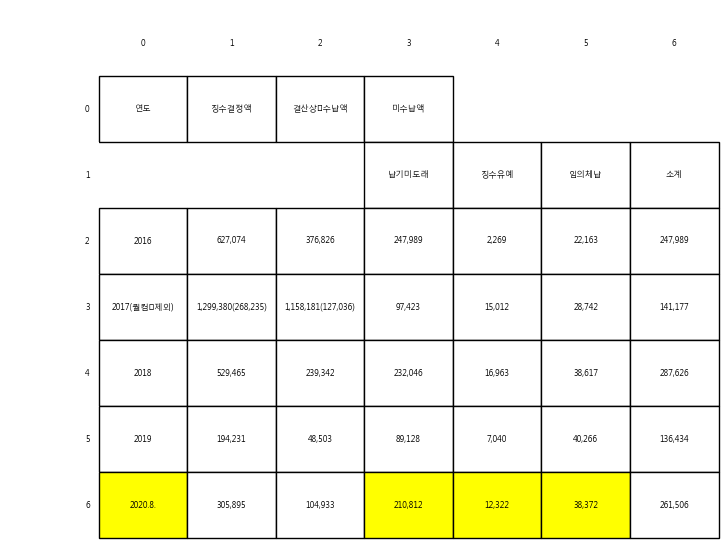 0 1 2 3 4 5 6
0 연도 징수결정액 결산상□수납액 미수납액
1 납기미도래 징수유예 임의체납 소계
2 2016 627,074 376,826 247,989 2,269 22,163 247,989
3 2017(퀄컴□제외) 1,299,380(268,235) 1,158,181(127,036) 97,423 15,012 28,742 141,177
4 2018 529,465 239,342 232,046 16,963 38,617 287,626
5 2019 194,231 48,503 89,128 7,040 40,266 136,434
6 2020.8. 305,895 104,933 210,812 12,322 38,372 261,506